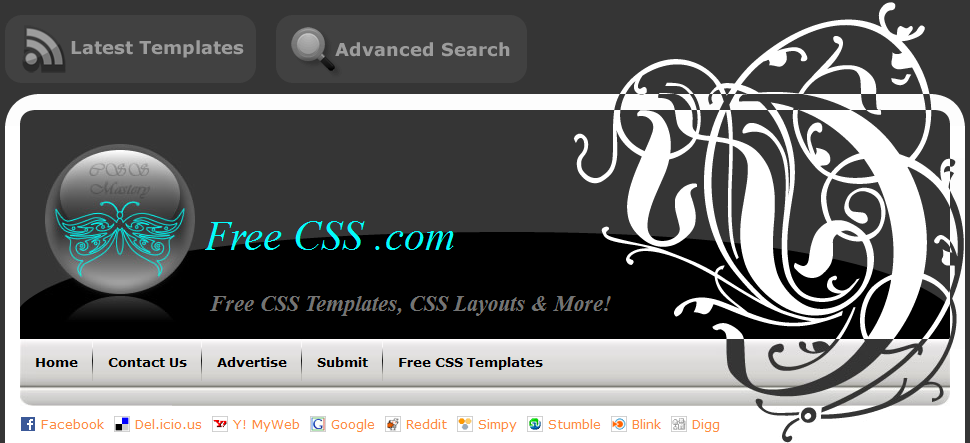 Latest Templates
Advanced Search
CSS
Mastery
Free CSS .com
Free CSS Templates, CSS Layouts & More!
Home Contact Us Advertise Submit Free CSS Templates
Facebook Del.icio.us Y! MyWeb Google Reddit Simpy Stumble Blink Digg